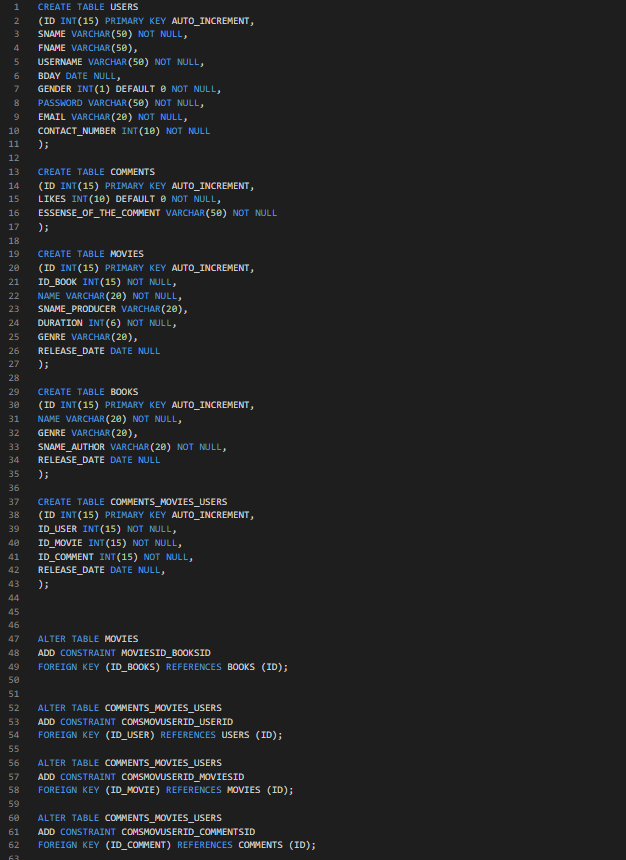 1 CREATE TABLE USERS
2 (ID INT(15) PRIMARY KEY AUTO_INCREMENT,
3 SNAME VARCHAR(50) NOT NULL,
4 FNAME VARCHAR(50),
5 USERNAME VARCHAR(50) NOT NULL,
6 BDAY DATE NULL,
7 GENDER INT(1) DEFAULT 0 NOT NULL,
8 PASSWORD VARCHAR(50) NOT NULL,
9 EMAIL VARCHAR(20) NOT NULL,
10 CONTACT_NUMBER INT(10) NOT NULL
11 );
12
13 CREATE TABLE COMMENTS
14 (ID INT(15) PRIMARY KEY AUTO_INCREMENT,
15 LIKES INT(10) DEFAULT 0 NOT NULL,
16 ESSENSE_OF_THE_COMMENT VARCHAR(50) NOT NULL
17 );
18
19 CREATE TABLE MOVIES
20 (ID INT(15) PRIMARY KEY AUTO_INCREMENT,
21 ID_BOOK INT(15) NOT NULL,
22 NAME VARCHAR(20) NOT NULL,
23 SNAME_PRODUCER VARCHAR(20),
24 DURATION INT(6) NOT NULL,
25 GENRE VARCHAR(20),
26 RELEASE_DATE DATE NULL
27 );
28
29 CREATE TABLE BOOKS
30 (ID INT(15) PRIMARY KEY AUTO_INCREMENT,
31 NAME VARCHAR(20) NOT NULL,
32 GENRE VARCHAR(20),
33 SNAME_AUTHOR VARCHAR(20) NOT NULL,
34 RELEASE_DATE DATE NULL
35 );
36
37 CREATE TABLE COMMENTS_MOVIES_USERS
38 (ID INT(15) PRIMARY KEY AUTO_INCREMENT,
39 ID_USER INT(15) NOT NULL,
40 ID_MOVIE INT(15) NOT NULL,
41 ID_COMMENT INT(15) NOT NULL,
42 RELEASE_DATE DATE NULL,
43 );
44
45
46
47 ALTER TABLE MOVIES
48 ADD CONSTRAINT MOVIESID_BOOKSID
49 FOREIGN KEY (ID_BOOKS) REFERENCES BOOKS (ID);
50
51
52 ALTER TABLE COMMENTS_MOVIES_USERS
53 ADD CONSTRAINT COMSMOVUSERID_USERID
54 FOREIGN KEY (ID_USER) REFERENCES USERS (ID);
55
56 ALTER TABLE COMMENTS_MOVIES_USERS
57 ADD CONSTRAINT COMSMOVUSERID_MOVIESID
58 FOREIGN KEY (ID_MOVIE) REFERENCES MOVIES (ID);
59
60 ALTER TABLE COMMENTS_MOVIES_USERS
61 ADD CONSTRAINT COMSMOVUSERID_COMMENTSID
62 FOREIGN KEY (ID_COMMENT) REFERENCES COMMENTS (ID);
63